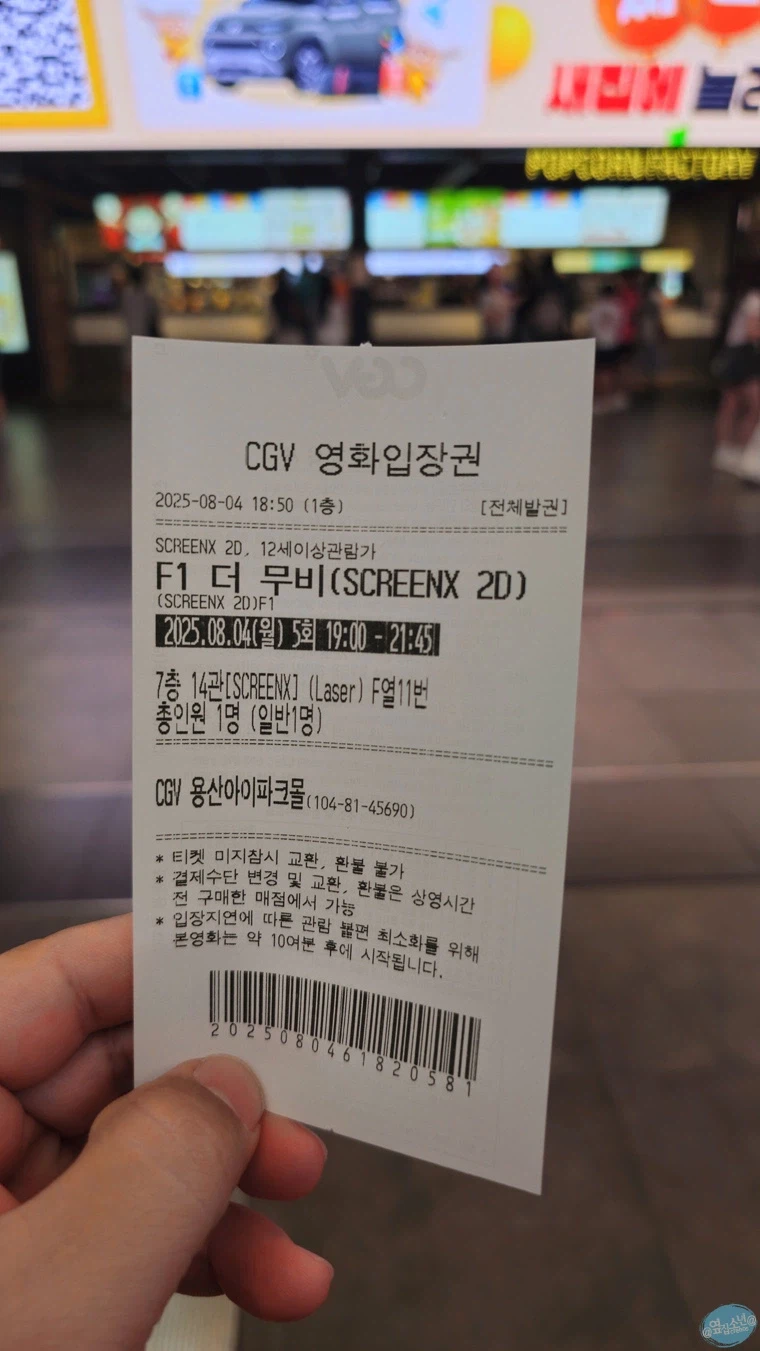 새집에
POPCORN FACTORY
CGV
CGV 영화입장권
2025-08-04 18:50 (1층) [전체발권]
SCREENX 2D, 12세이상관람가
F1 더 무비(SCREENX 2D)
(SCREENX 2D)F1
2025.08.04(월) 5회 19:00 - 21:45
7층 14관[SCREENX] (Laser) F열11번
총인원 1명 (일반1명)
CGV 용산아이파크몰(104-81-45690)
* 티켓 미지참시 교환, 환불 불가
* 결제수단 변경 및 교환, 환불은 상영시간
전 구매한 매점에서 가능
* 입장지연에 따른 관람 불편 최소화를 위해
본영화는 약 10여분 후에 시작됩니다.
2025080461820581